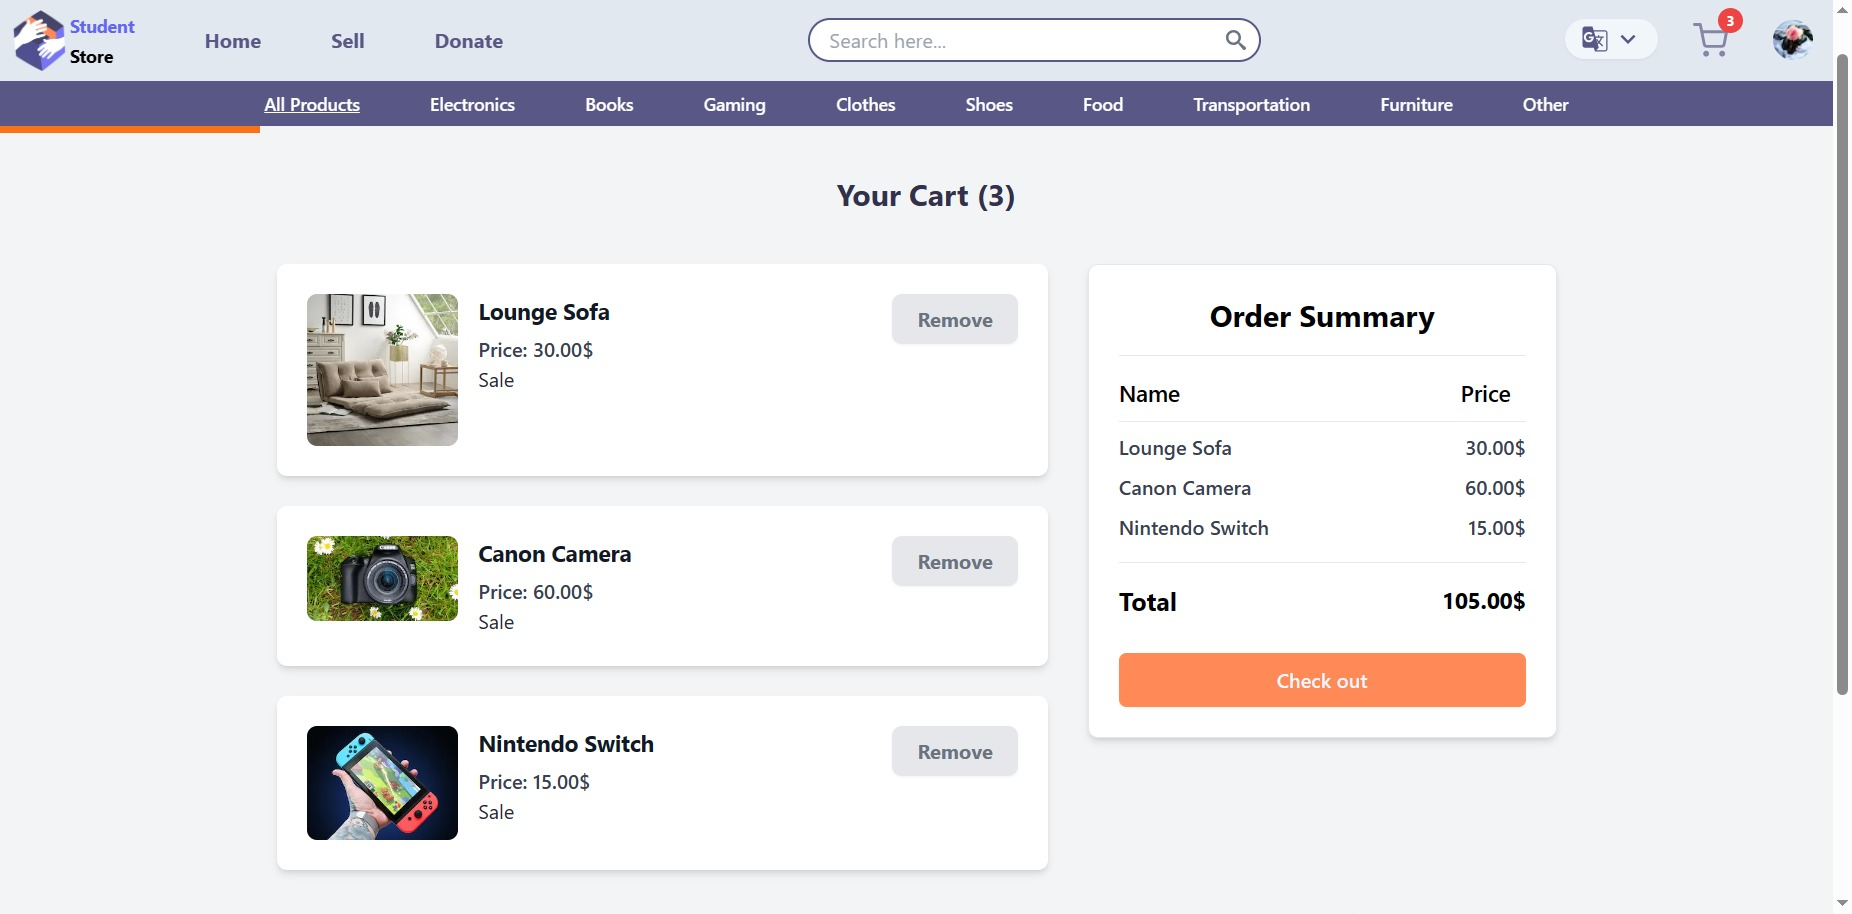 Student
Store
Home
Sell
Donate
Search here...
3
All Products
Electronics
Books
Gaming
Clothes
Shoes
Food
Transportation
Furniture
Other
Your Cart (3)
Lounge Sofa
Price: 30.00$
Sale
Remove
Canon Camera
Price: 60.00$
Sale
Remove
Nintendo Switch
Price: 15.00$
Sale
Remove
Order Summary
Name Price
Lounge Sofa 30.00$
Canon Camera 60.00$
Nintendo Switch 15.00$
Total 105.00$
Check out